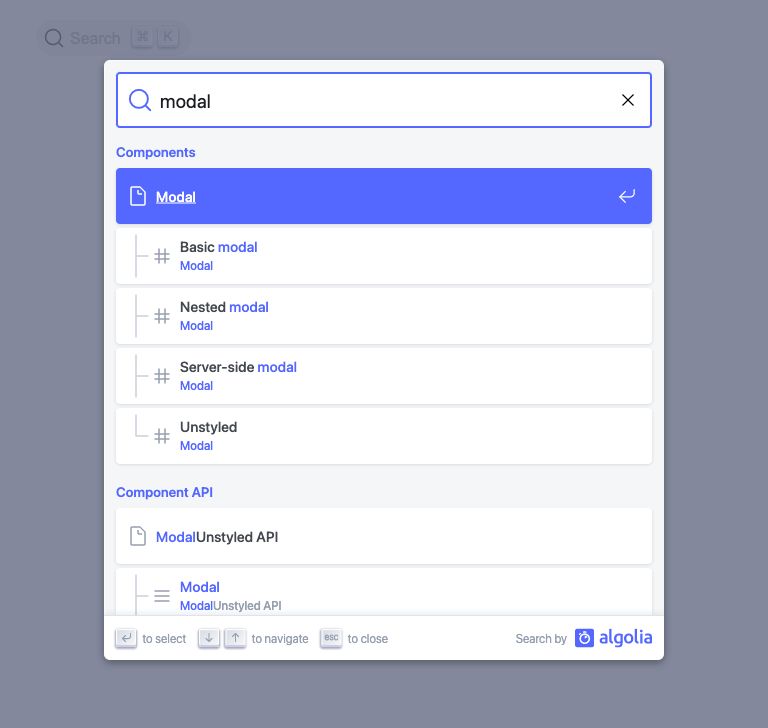 Search ⌘ K
modal
Components
Modal
Basic modal
Modal
Nested modal
Modal
Server-side modal
Modal
Unstyled
Modal
Component API
ModalUnstyled API
Modal
ModalUnstyled API
to select to navigate esc to close Search by algolia